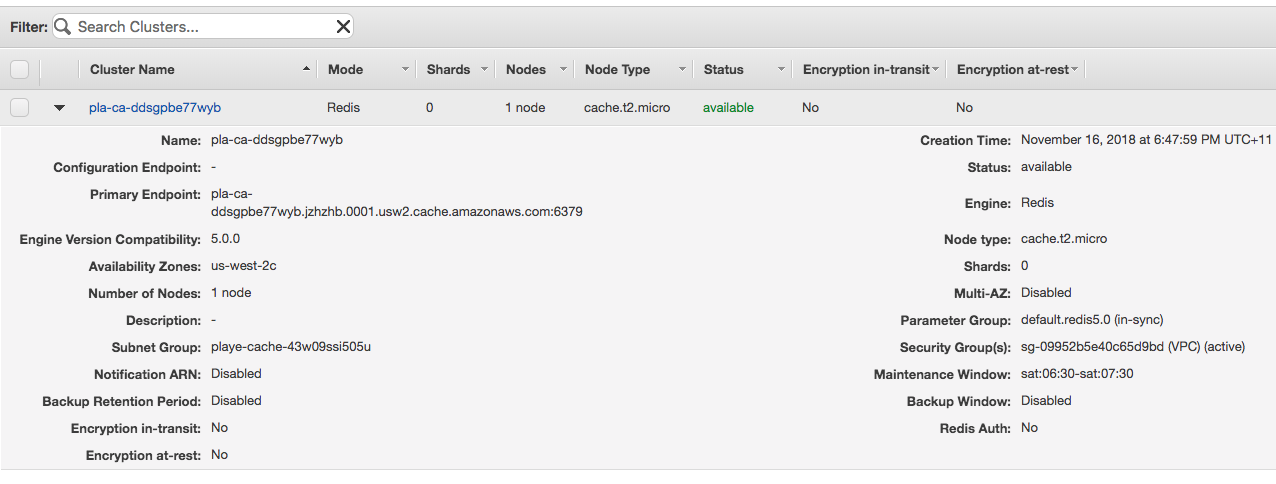 Filter: Search Clusters...
Cluster Name Mode Shards Nodes Node Type Status Encryption in-transit Encryption at-rest
pla-ca-ddsgpbe77wyb Redis 0 1 node cache.t2.micro available No No
Name: pla-ca-ddsgpbe77wyb Creation Time: November 16, 2018 at 6:47:59 PM UTC+11
Configuration Endpoint: - Status: available
Primary Endpoint: pla-ca-
ddsgpbe77wyb.jzhzhb.0001.usw2.cache.amazonaws.com:6379 Engine: Redis
Engine Version Compatibility: 5.0.0 Node type: cache.t2.micro
Availability Zones: us-west-2c Shards: 0
Number of Nodes: 1 node Multi-AZ: Disabled
Description: - Parameter Group: default.redis5.0 (in-sync)
Subnet Group: playe-cache-43w09ssi505u Security Group(s): sg-09952b5e40c65d9bd (VPC) (active)
Notification ARN: Disabled Maintenance Window: sat:06:30-sat:07:30
Backup Retention Period: Disabled Backup Window: Disabled
Encryption in-transit: No Redis Auth: No
Encryption at-rest: No